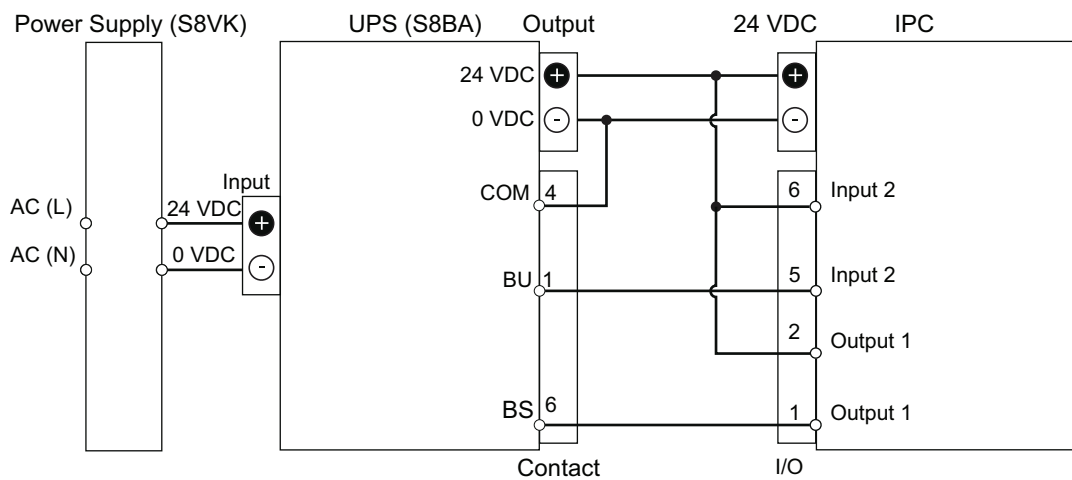 Power Supply (S8VK) UPS (S8BA) Output 24 VDC IPC
24 VDC +
+
0 VDC -
-
Input
COM 4
6 Input 2
AC (L)
24 VDC +
AC (N)
0 VDC -
BU 1
5 Input 2
2 Output 1
BS 6
1 Output 1
Contact I/O